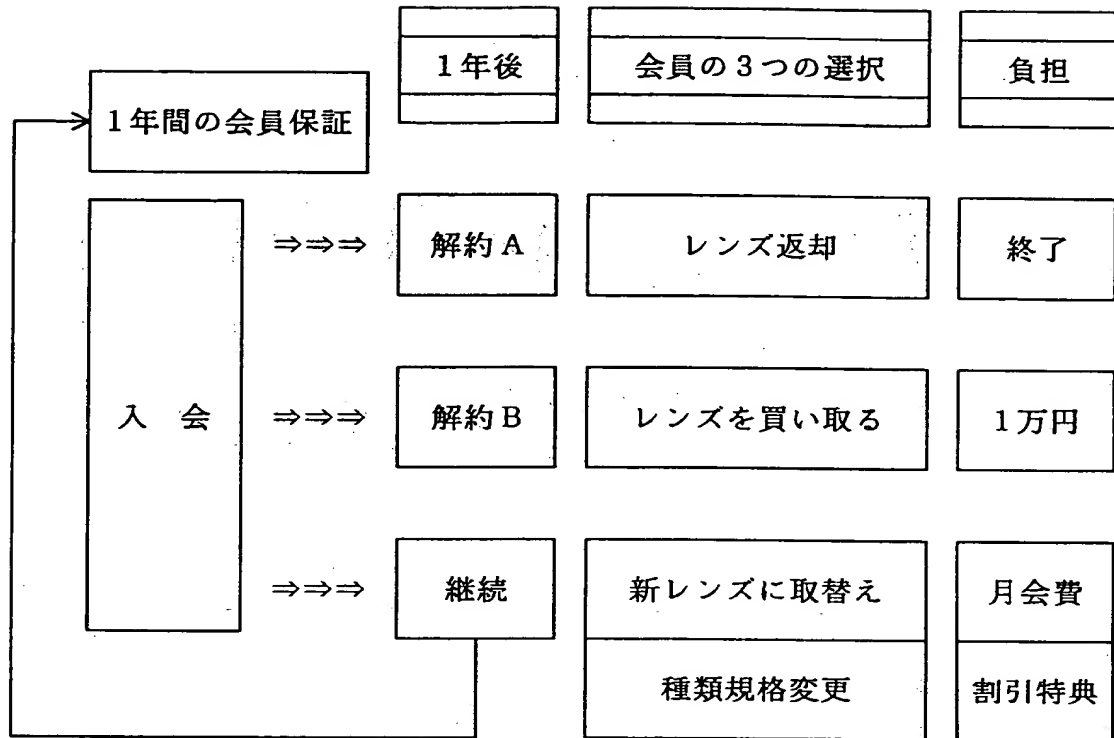 1年後 会員の3つの選択 負担
1年間の会員保証
入 会
⇒⇒⇒ 解約A レンズ返却 終了
⇒⇒⇒ 解約B レンズを買い取る 1万円
⇒⇒⇒ 継続 新レンズに取替え 月会費
種類規格変更 割引特典